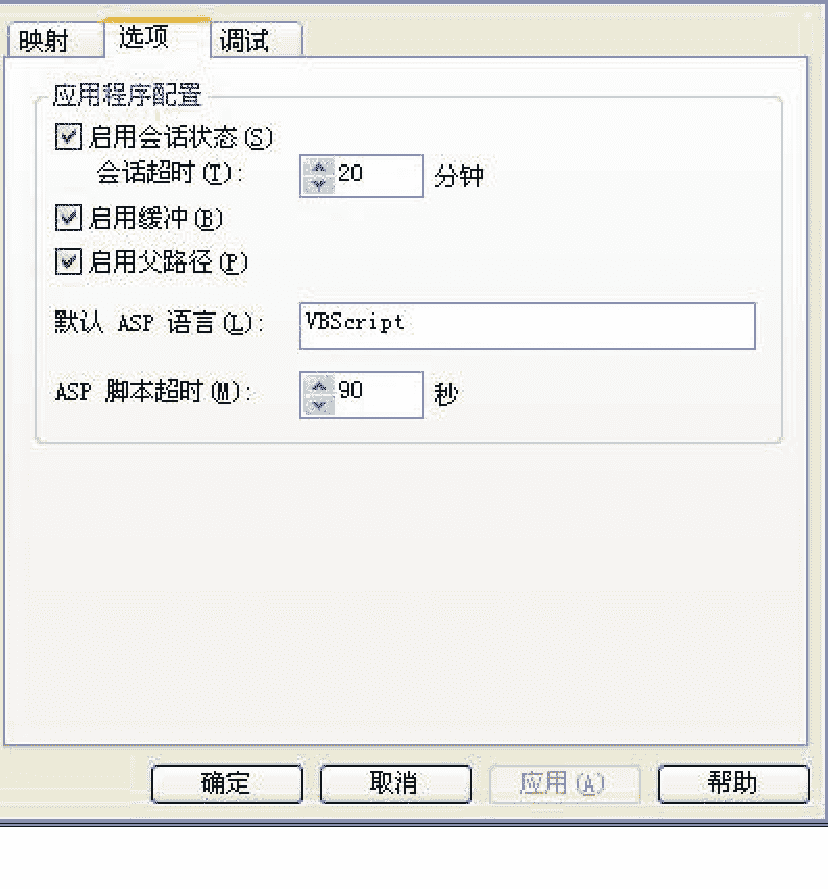 映射 选项 调试
应用程序配置
启用会话状态(S)
会话超时(T): 20 分钟
启用缓冲(B)
启用父路径(P)
默认 ASP 语言(L): VBScript
ASP 脚本超时(M): 90 秒
确定 取消 应用(A) 帮助